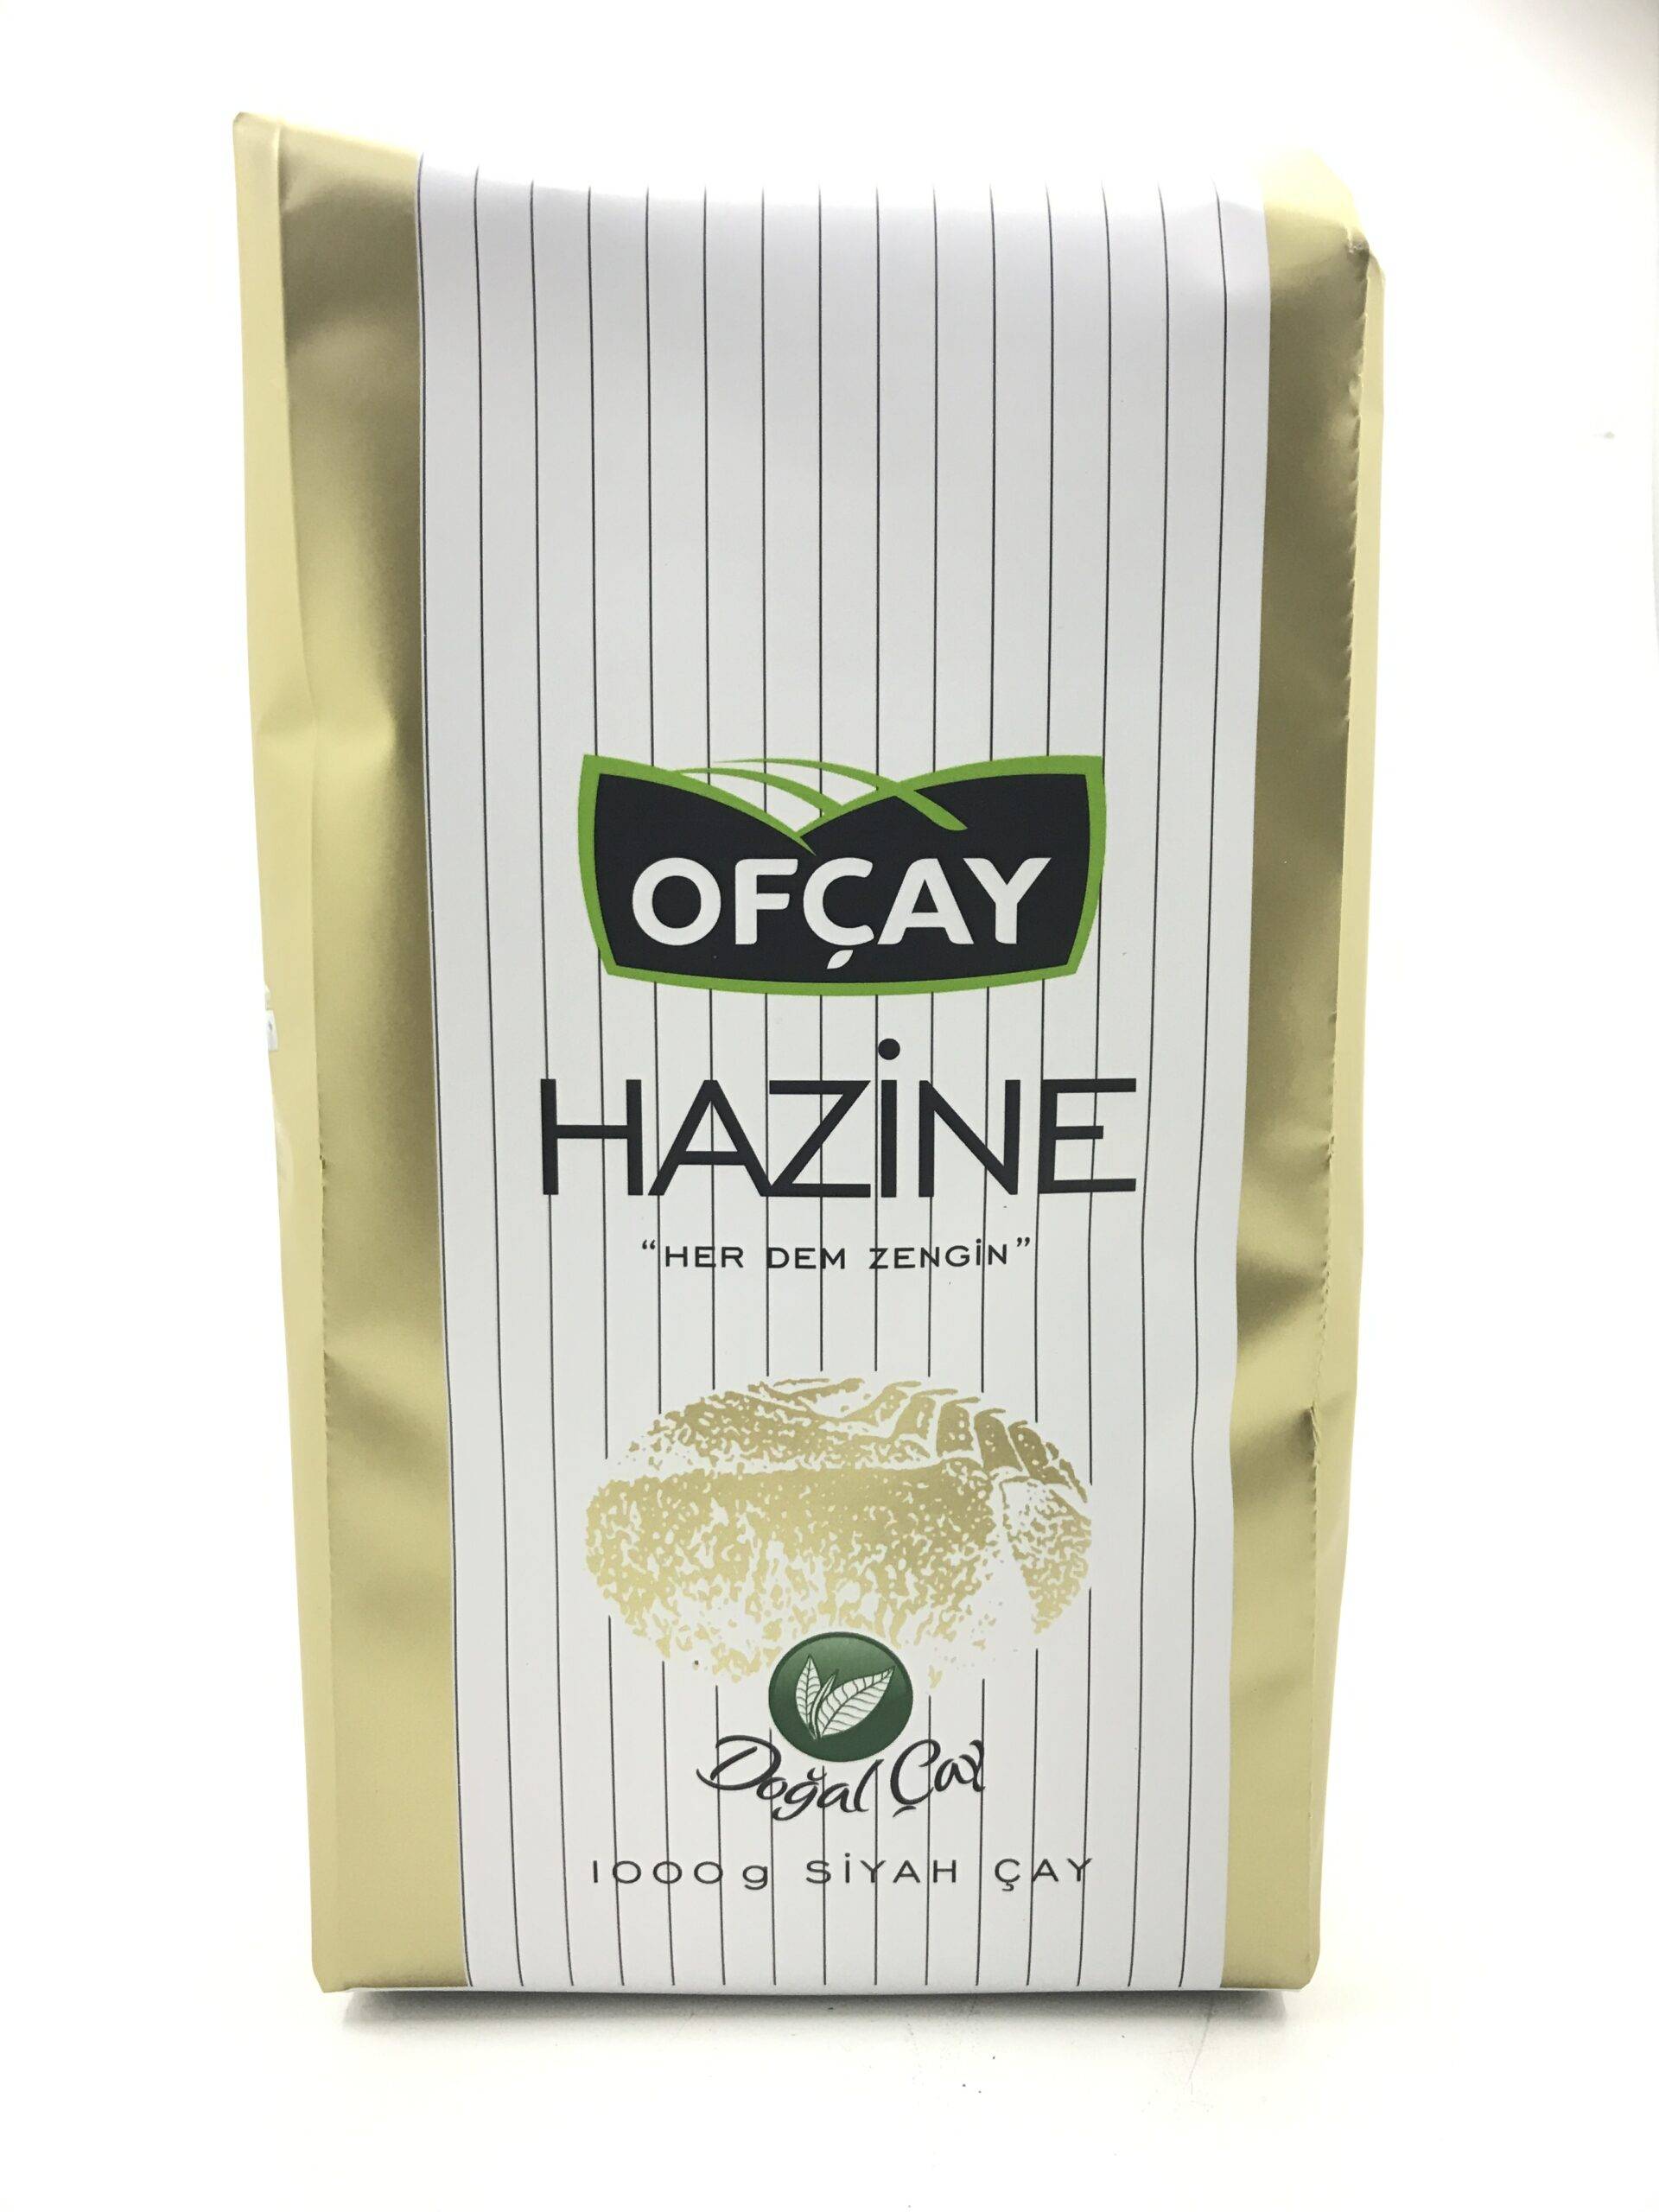 OFÇAY
HAZİNE
“HER DEM ZENGİN”
Doğal Çay
1000g SİYAH ÇAY